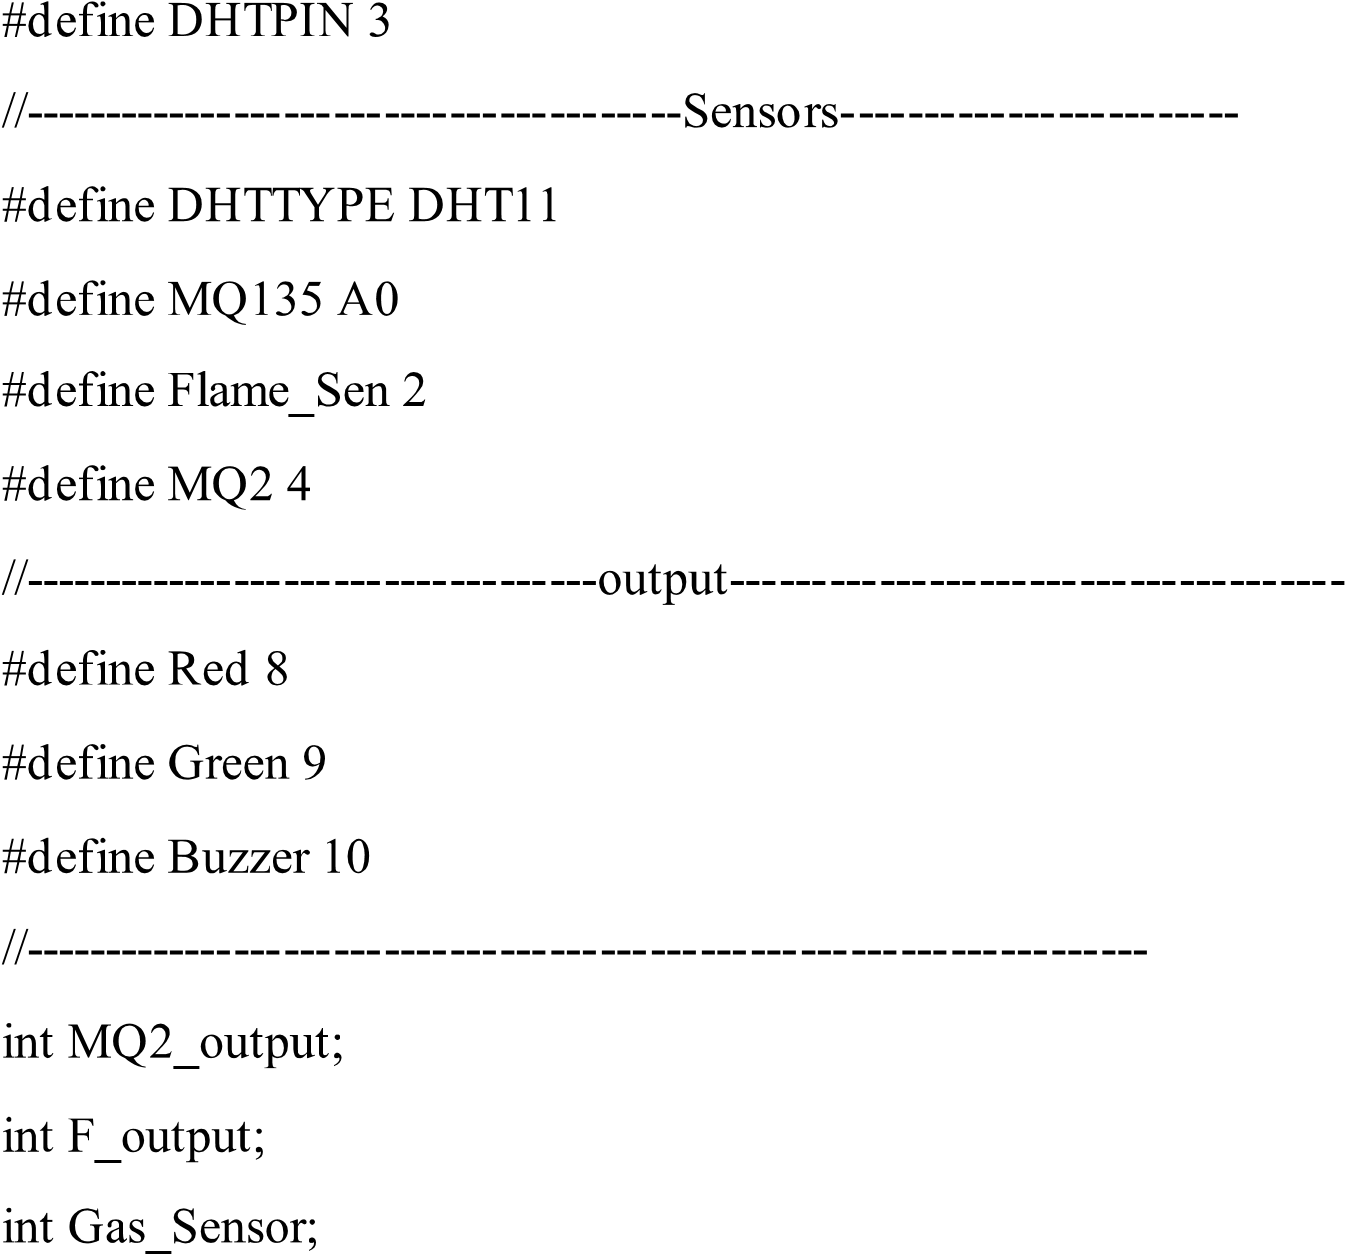 #define DHTPIN 3
//---------------------------------------Sensors------------------------
#define DHTTYPE DHT11
#define MQ135 A0
#define Flame_Sen 2
#define MQ2 4
//----------------------------------output-------------------------------------
#define Red 8
#define Green 9
#define Buzzer 10
//-------------------------------------------------------------------
int MQ2_output;
int F_output;
int Gas_Sensor;